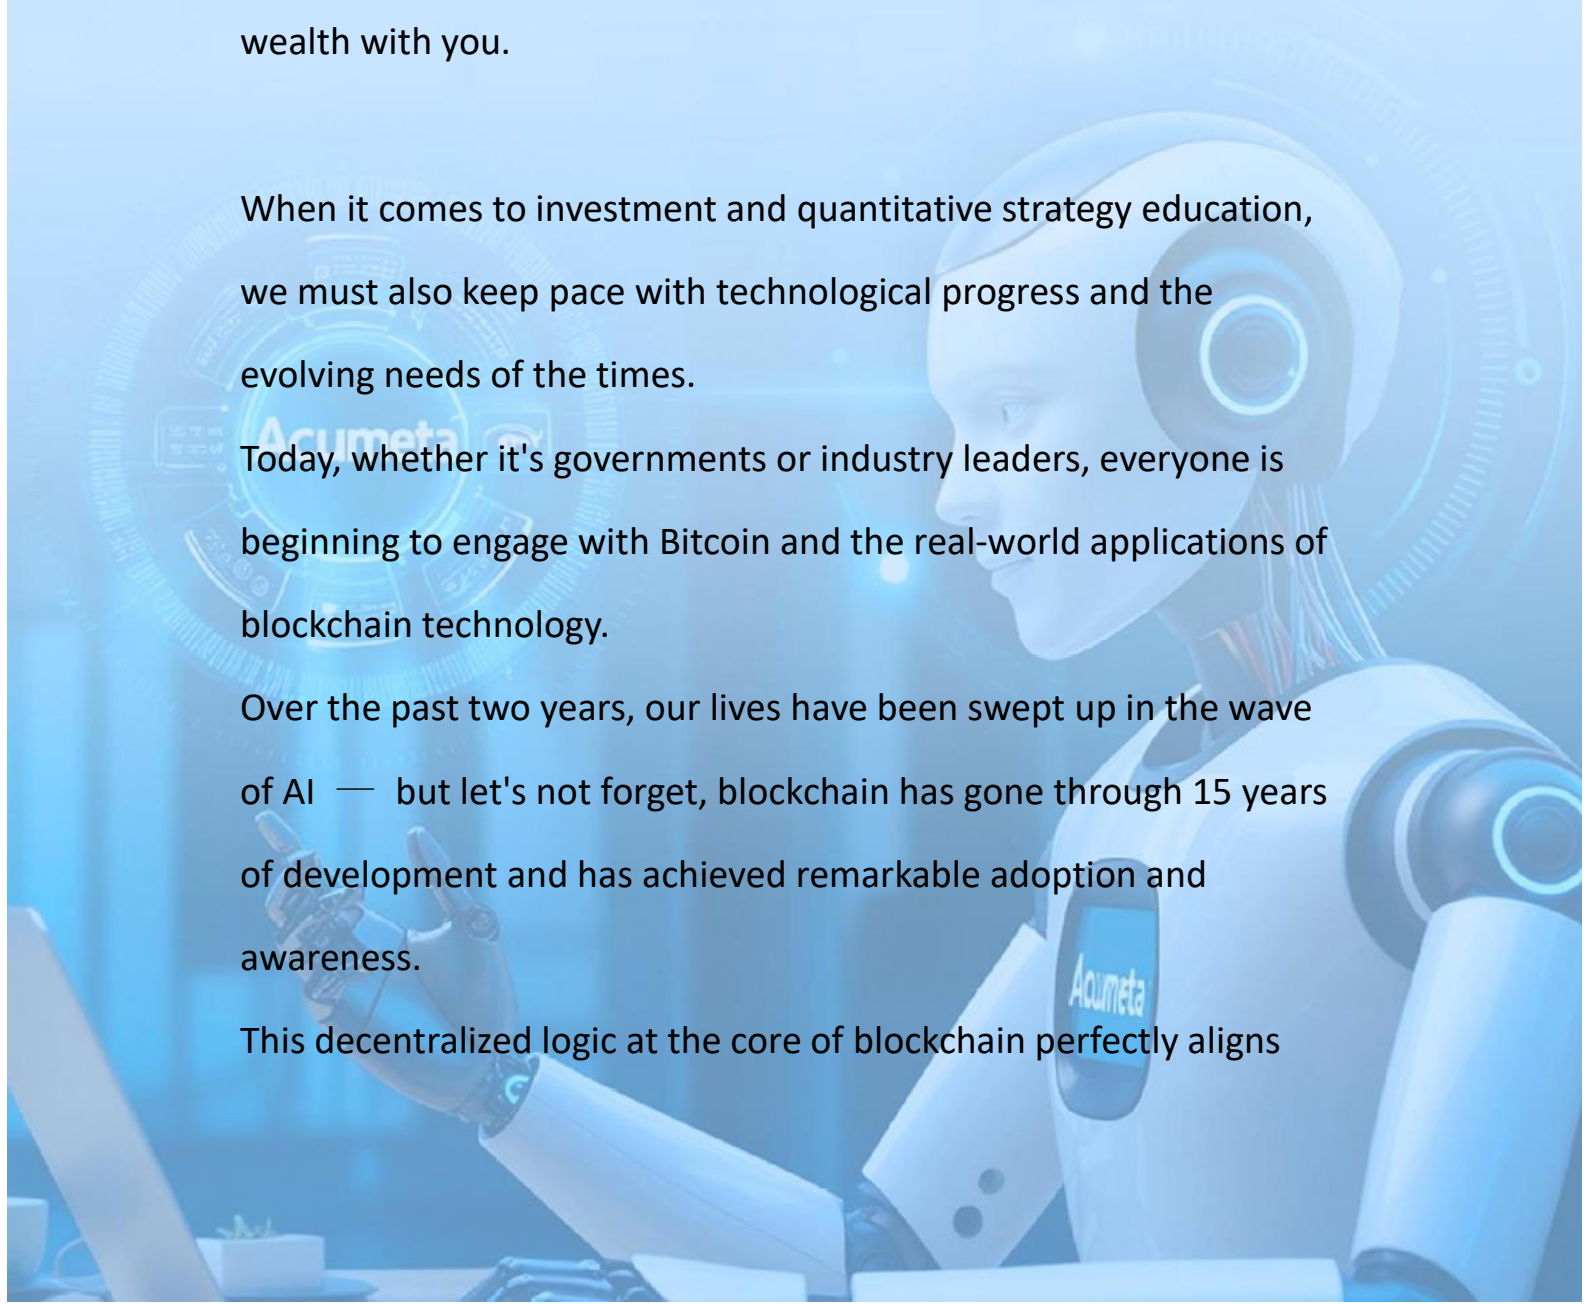 wealth with you.
When it comes to investment and quantitative strategy education,
we must also keep pace with technological progress and the
evolving needs of the times.
Acumeta
Today, whether it's governments or industry leaders, everyone is
beginning to engage with Bitcoin and the real-world applications of
blockchain technology.
Over the past two years, our lives have been swept up in the wave
of AI — but let's not forget, blockchain has gone through 15 years
of development and has achieved remarkable adoption and
awareness.
Acumeta
This decentralized logic at the core of blockchain perfectly aligns